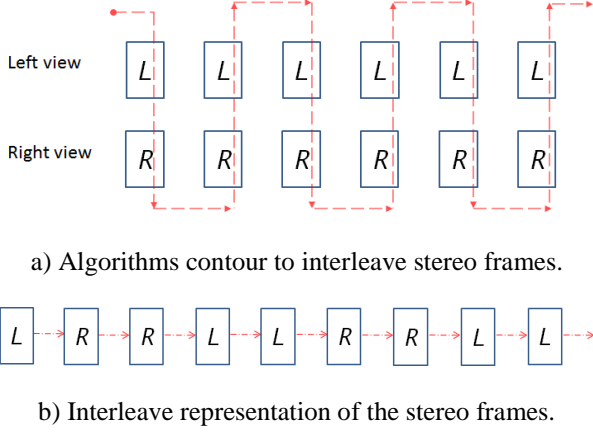 Left view L L L L L L
Right view R R R R R R
a) Algorithms contour to interleave stereo frames.
L R R L L R R L L
b) Interleave representation of the stereo frames.